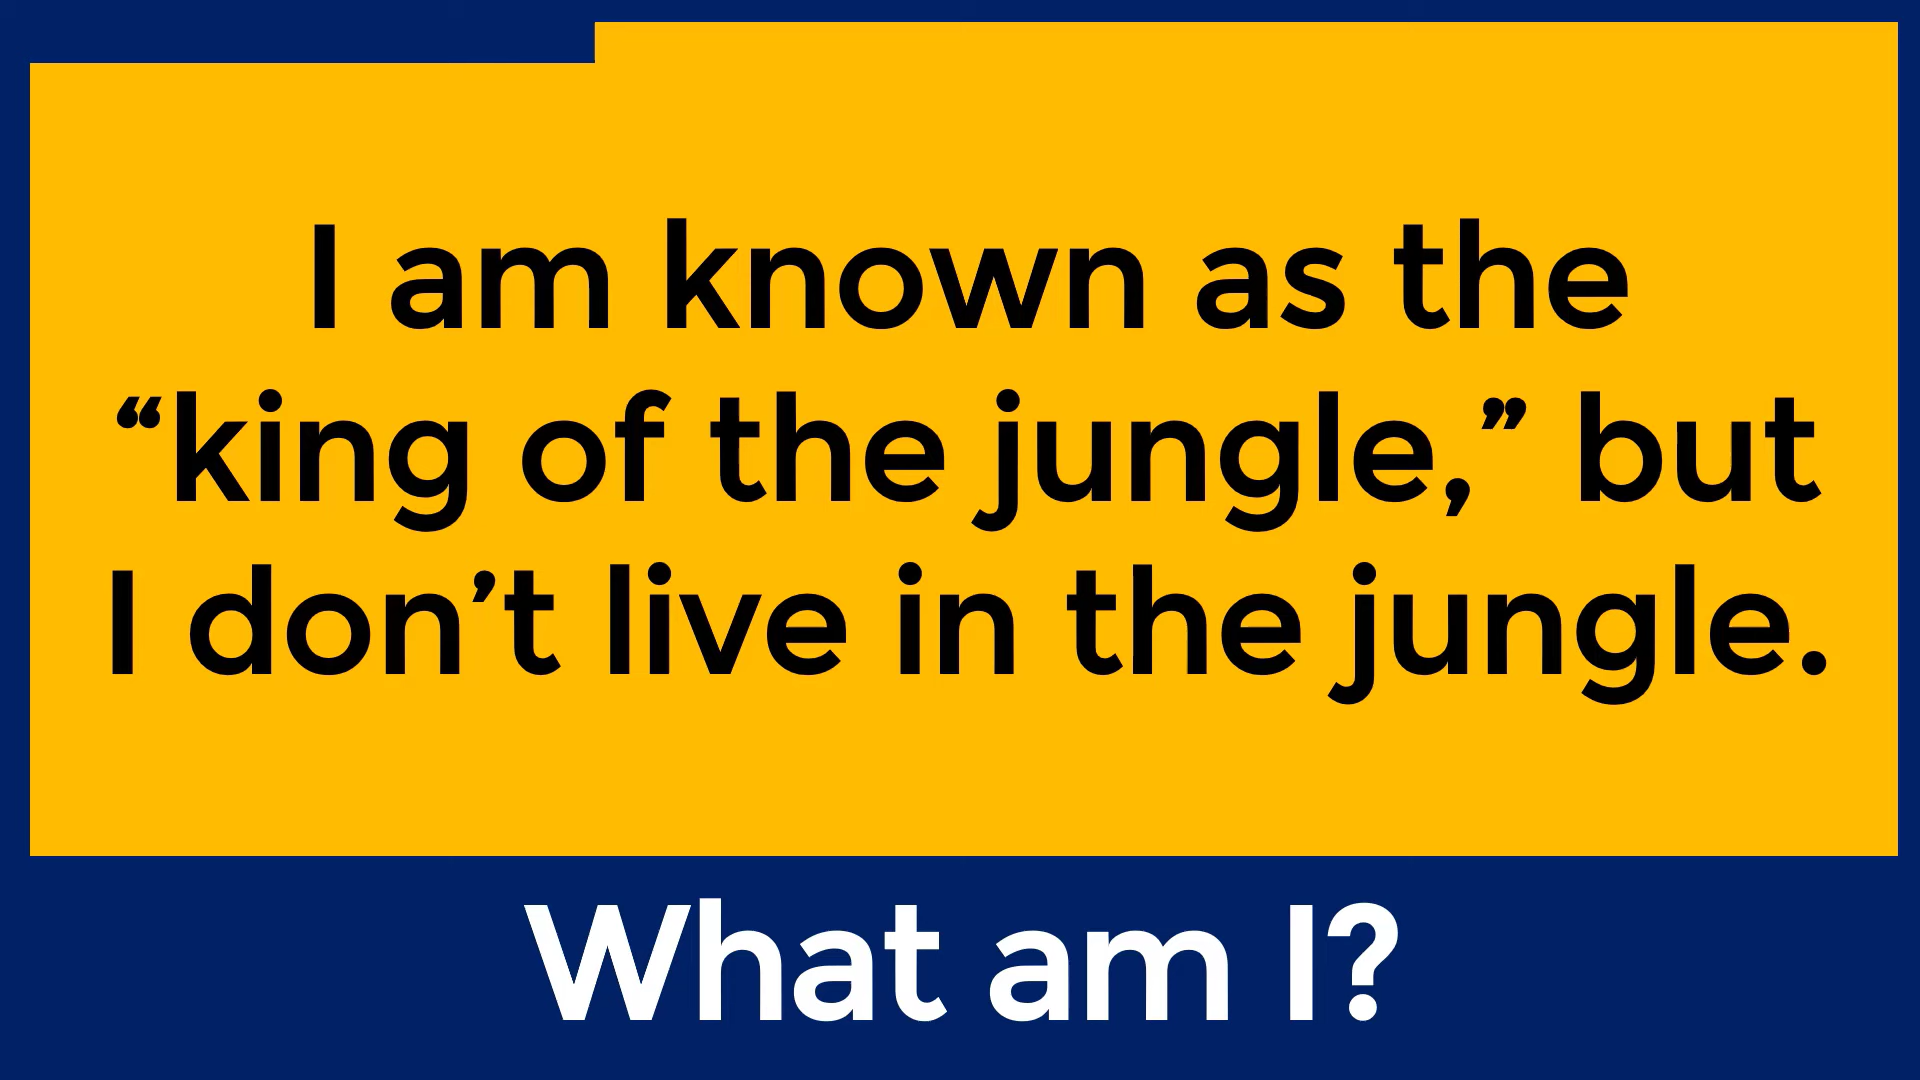 I am known as the
“king of the jungle,” but
I don’t live in the jungle.
What am I?